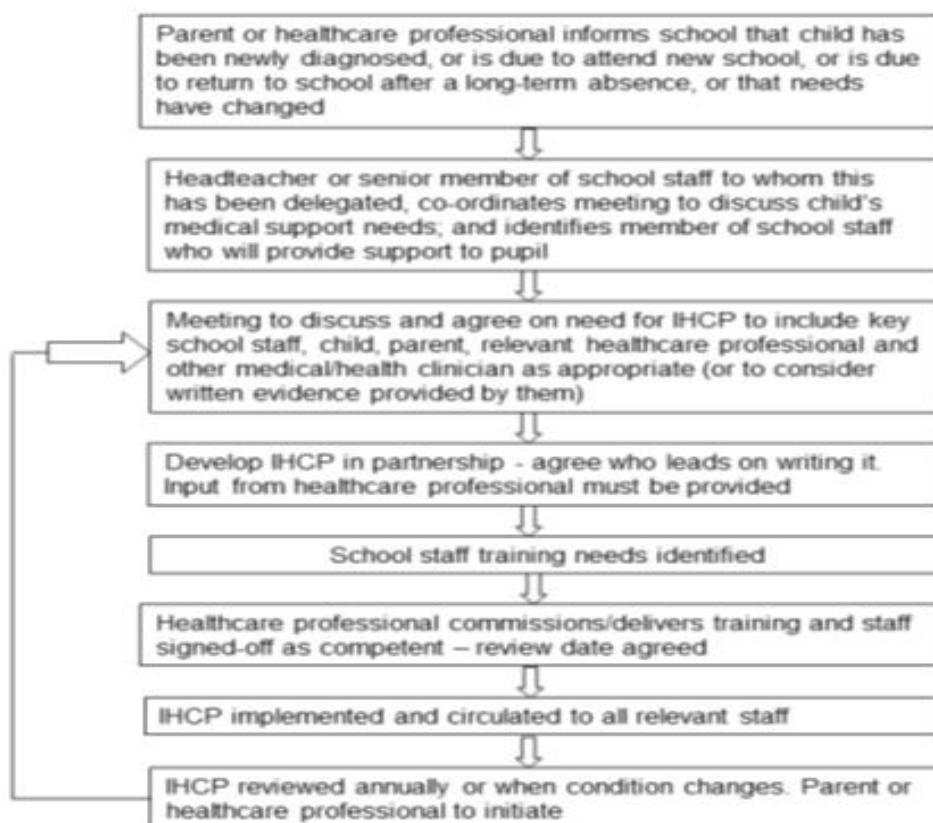 Parent or healthcare professional informs school that child has
been newly diagnosed, or is due to attend new school, or is due
to return to school after a long-term absence, or that needs
have changed
Headteacher or senior member of school staff to whom this
has been delegated, co-ordinates meeting to discuss child's
medical support needs; and identifies member of school staff
who will provide support to pupil
Meeting to discuss and agree on need for IHCP to include key
school staff, child, parent, relevant healthcare professional and
other medical/health clinician as appropriate (or to consider
written evidence provided by them)
Develop IHCP in partnership - agree who leads on writing it.
Input from healthcare professional must be provided
School staff training needs identified
Healthcare professional commissions/delivers training and staff
signed-off as competent – review date agreed
IHCP implemented and circulated to all relevant staff
IHCP reviewed annually or when condition changes. Parent or
healthcare professional to initiate